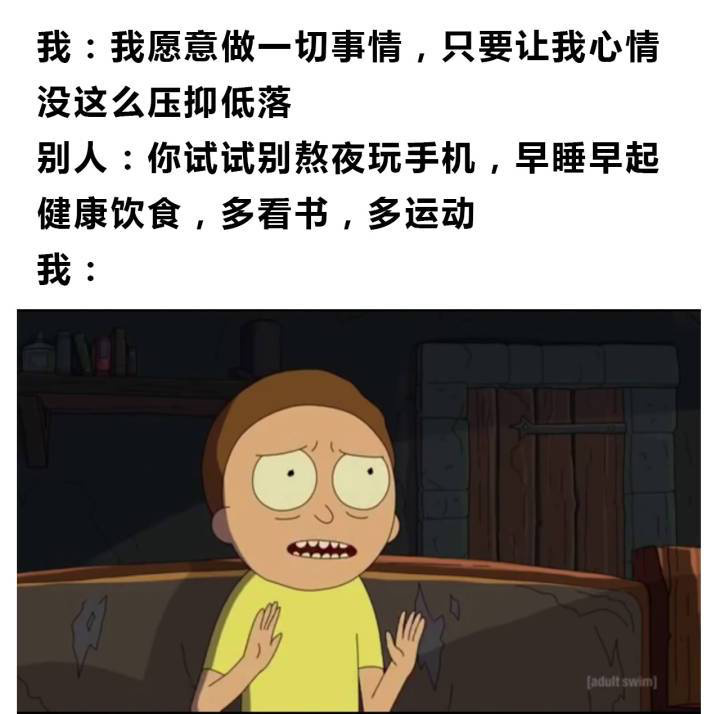 我：我愿意做一切事情，只要让我心情
没这么压抑低落
别人：你试试别熬夜玩手机，早睡早起
健康饮食，多看书，多运动
我：
[adult swim]